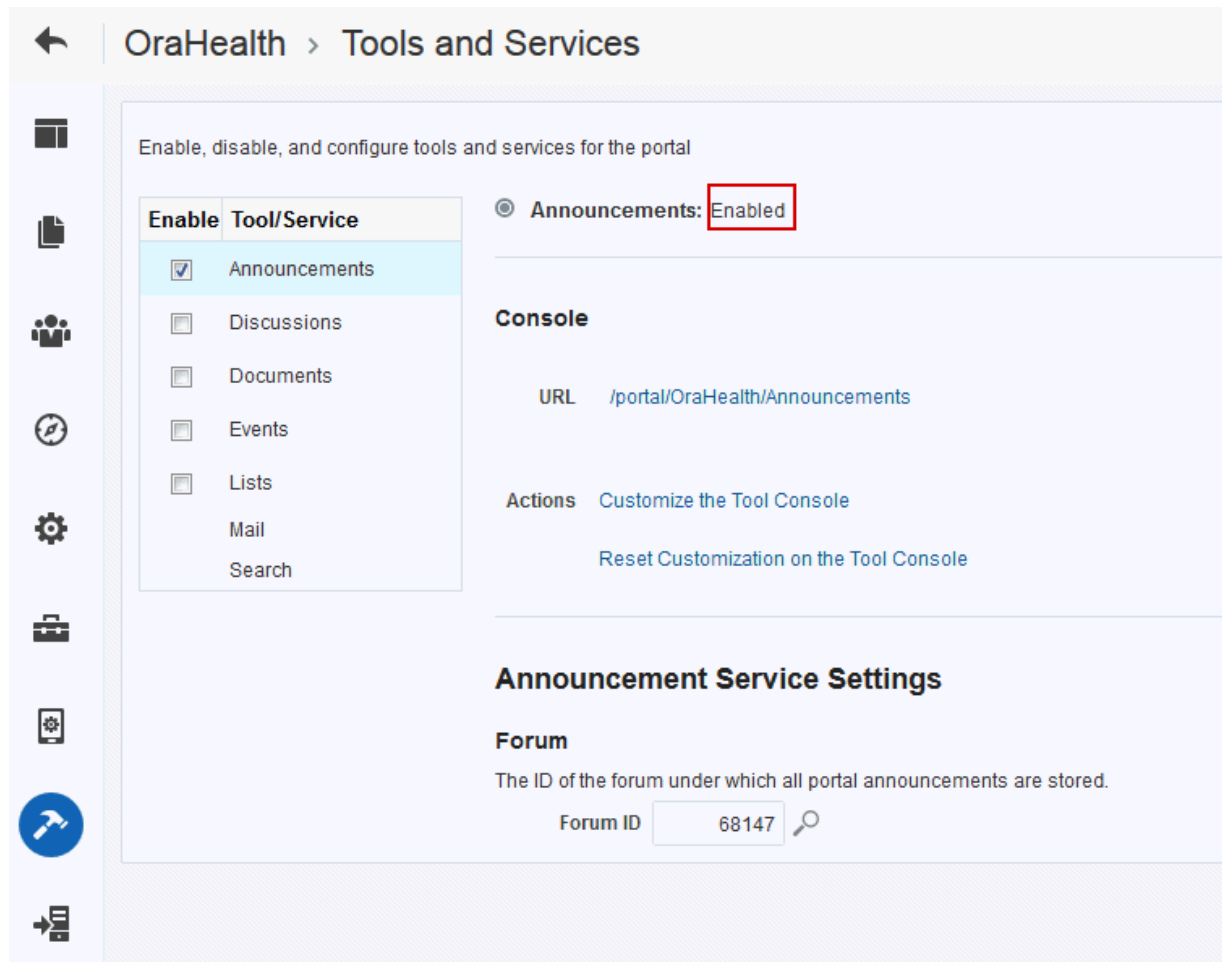 OraHealth > Tools and Services
Enable, disable, and configure tools and services for the portal
Enable Tool/Service
Announcements
Discussions
Documents
Events
Lists
Mail
Search
Announcements: Enabled
Console
URL /portal/OraHealth/Announcements
Actions Customize the Tool Console
Reset Customization on the Tool Console
Announcement Service Settings
Forum
The ID of the forum under which all portal announcements are stored.
Forum ID 68147